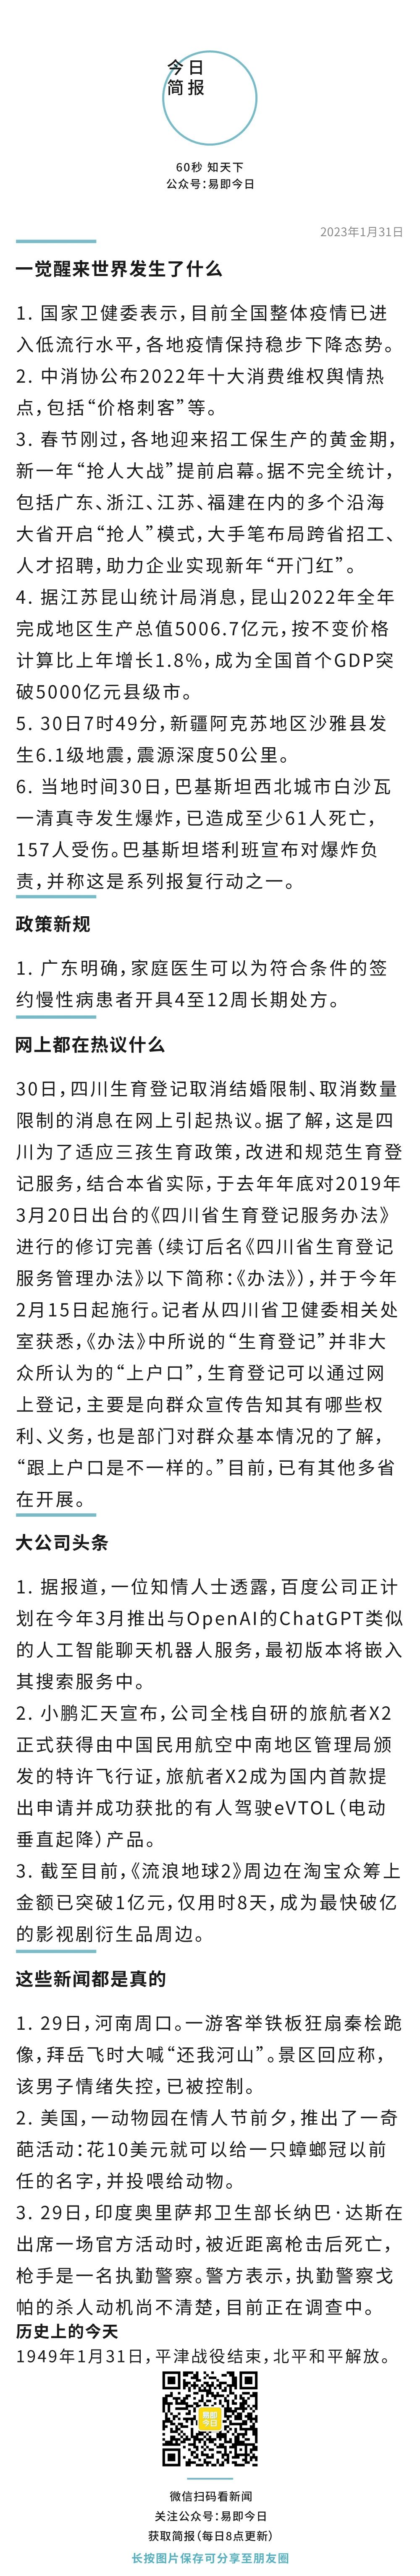 今日
简报
60秒 知天下
公众号：易即今日
2023年1月31日
一觉醒来世界发生了什么
1. 国家卫健委表示，目前全国整体疫情已进
入低流行水平，各地疫情保持稳步下降态势。
2. 中消协公布2022年十大消费维权舆情热
点，包括“价格刺客”等。
3. 春节刚过，各地迎来招工保生产的黄金期，
新一年“抢人大战”提前启幕。据不完全统计，
包括广东、浙江、江苏、福建在内的多个沿海
大省开启“抢人”模式，大手笔布局跨省招工、
人才招聘，助力企业实现新年“开门红”。
4. 据江苏昆山统计局消息，昆山2022年全年
完成地区生产总值5006.7亿元，按不变价格
计算比上年增长1.8%，成为全国首个GDP突
破5000亿元县级市。
5. 30日7时49分，新疆阿克苏地区沙雅县发
生6.1级地震，震源深度50公里。
6. 当地时间30日，巴基斯坦西北城市白沙瓦
一清真寺发生爆炸，已造成至少61人死亡，
157人受伤。巴基斯坦塔利班宣布对爆炸负
责，并称这是系列报复行动之一。
政策新规
1. 广东明确，家庭医生可以为符合条件的签
约慢性病患者开具4至12周长期处方。
网上都在热议什么
30日，四川生育登记取消结婚限制、取消数量
限制的消息在网上引起热议。据了解，这是四
川为了适应三孩生育政策，改进和规范生育登
记服务，结合本省实际，于去年年底对2019年
3月20日出台的《四川省生育登记服务办法》
进行的修订完善（续订后名《四川省生育登记
服务管理办法》以下简称：《办法》），并于今年
2月15日起施行。记者从四川省卫健委相关处
室获悉，《办法》中所说的“生育登记”并非大
众所认为的“上户口”，生育登记可以通过网
上登记，主要是向群众宣传告知其有哪些权
利、义务，也是部门对群众基本情况的了解，
“跟上户口是不一样的。”目前，已有其他多省
在开展。
大公司头条
1. 据报道，一位知情人士透露，百度公司正计
划在今年3月推出与OpenAI的ChatGPT类似
的人工智能聊天机器人服务，最初版本将嵌入
其搜索服务中。
2. 小鹏汇天宣布，公司全栈自研的旅航者X2
正式获得由中国民用航空中南地区管理局颁
发的特许飞行证，旅航者X2成为国内首款提
出申请并成功获批的有人驾驶eVTOL（电动
垂直起降）产品。
3. 截至目前，《流浪地球2》周边在淘宝众筹上
金额已突破1亿元，仅用时8天，成为最快破亿
的影视剧衍生品周边。
这些新闻都是真的
1. 29日，河南周口。一游客举铁板狂扇秦桧跪
像，拜岳飞时大喊“还我河山”。景区回应称，
该男子情绪失控，已被控制。
2. 美国，一动物园在情人节前夕，推出了一奇
葩活动：花10美元就可以给一只蟑螂冠以前
任的名字，并投喂给动物。
3. 29日，印度奥里萨邦卫生部长纳巴·达斯在
出席一场官方活动时，被近距离枪击后死亡，
枪手是一名执勤警察。警方表示，执勤警察戈
帕的杀人动机尚不清楚，目前正在调查中。
历史上的今天
1949年1月31日，平津战役结束，北平和平解放。
易即
今日
微信扫码看新闻
关注公众号：易即今日
获取简报（每日8点更新）
长按图片保存可分享至朋友圈